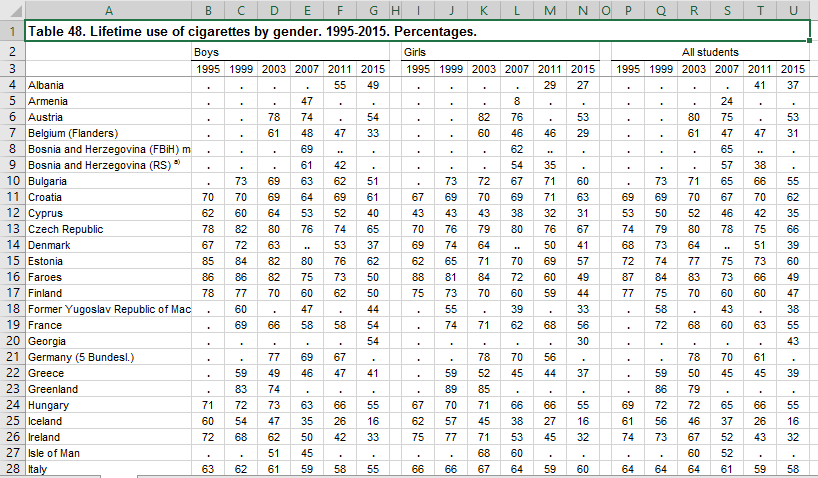 A B C D E F G H I J K L M N O P Q R S T U
1 Table 48. Lifetime use of cigarettes by gender. 1995-2015. Percentages.
2 Boys Girls All students
3 1995 1999 2003 2007 2011 2015 1995 1999 2003 2007 2011 2015 1995 1999 2003 2007 2011 2015
4 Albania . . . . 55 49 . . . . 29 27 . . . . 41 37
5 Armenia . . . 47 . . . . . 8 . . . . . 24 . .
6 Austria . . 78 74 . 54 . . 82 76 . 53 . . 80 75 . 53
7 Belgium (Flanders) . . 61 48 47 33 . . 60 46 46 29 . . 61 47 47 31
8 Bosnia and Herzegovina (FBiH) m . . . 69 .. . . . . 62 .. . . . . 65 .. .
9 Bosnia and Herzegovina (RS) a) . . . 61 42 . . . . 54 35 . . . . 57 38 .
10 Bulgaria . 73 69 63 62 51 . 73 72 67 71 60 . 73 71 65 66 55
11 Croatia 70 70 69 64 69 61 67 69 70 69 71 63 69 69 70 67 70 62
12 Cyprus 62 60 64 53 52 40 43 43 43 38 32 31 53 50 52 46 42 35
13 Czech Republic 78 82 80 76 74 65 70 76 79 80 76 67 74 79 80 78 75 66
14 Denmark 67 72 63 .. 53 37 69 74 64 .. 50 41 68 73 64 .. 51 39
15 Estonia 85 84 82 80 76 62 62 65 71 70 69 57 72 74 77 75 73 60
16 Faroes 86 86 82 75 73 50 88 81 84 72 60 49 87 84 83 73 66 49
17 Finland 78 77 70 60 62 50 75 73 70 60 59 44 77 75 70 60 60 47
18 Former Yugoslav Republic of Mac . 60 . 47 . 44 . 55 . 39 . 33 . 58 . 43 . 38
19 France . 69 66 58 58 54 . 74 71 62 68 56 . 72 68 60 63 55
20 Georgia . . . . . 54 . . . . . 30 . . . . . 43
21 Germany (5 Bundesl.) . . 77 69 67 . . . 78 70 56 . . . 78 70 61 .
22 Greece . 59 49 46 47 41 . 59 52 45 44 37 . 59 50 45 45 39
23 Greenland . 83 74 . . . . 89 85 . . . . 86 79 . . .
24 Hungary 71 72 73 63 66 55 67 70 71 66 66 55 69 72 72 65 66 55
25 Iceland 60 54 47 35 26 16 62 57 45 38 27 16 61 56 46 37 26 16
26 Ireland 72 68 62 50 42 33 75 77 71 53 45 32 74 73 67 52 43 32
27 Isle of Man . . 51 45 . . . . 68 60 . . . . 60 52 . .
28 Italy 63 62 61 59 58 55 66 66 67 64 59 60 64 64 64 61 59 58